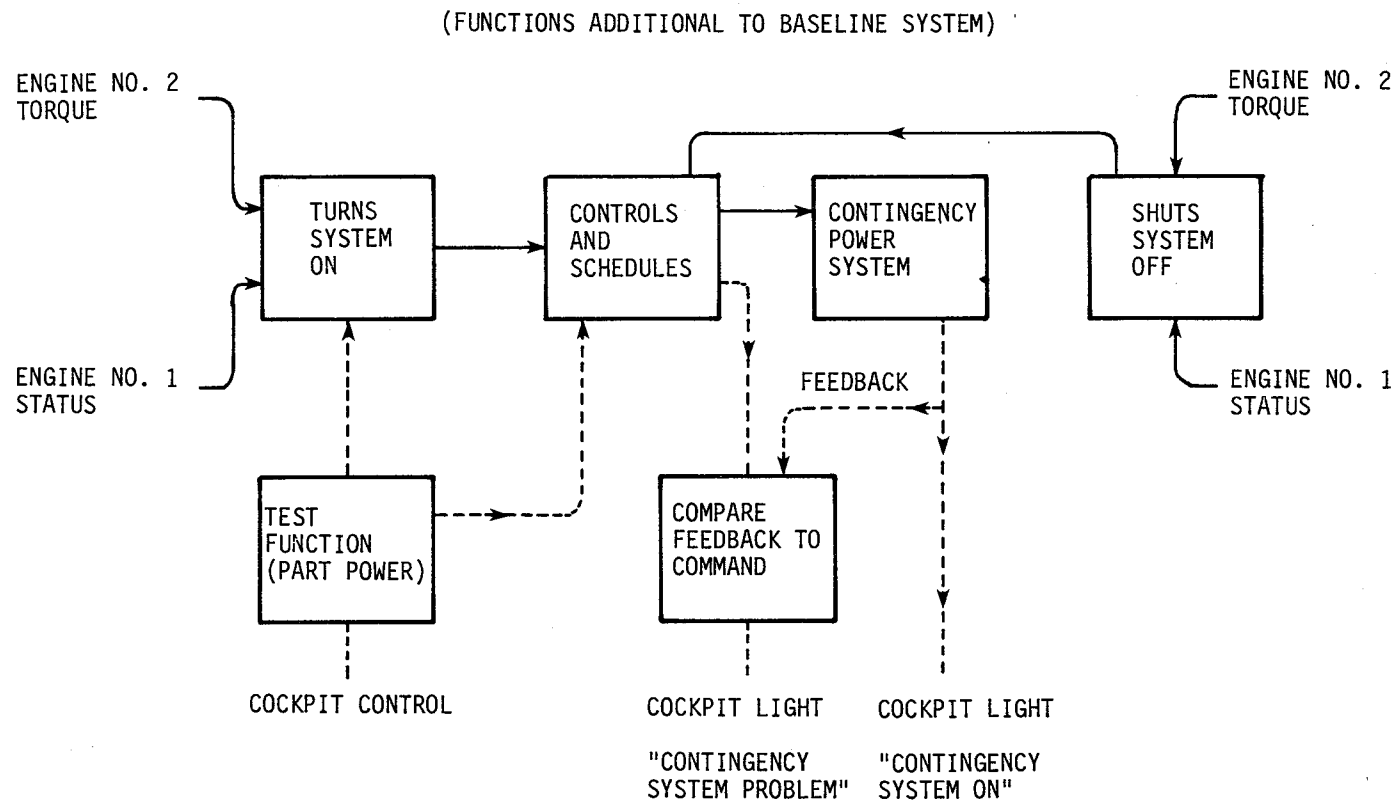 (FUNCTIONS ADDITIONAL TO BASELINE SYSTEM)
ENGINE NO. 2
TORQUE
ENGINE NO. 2
TORQUE
TURNS
SYSTEM
ON
CONTROLS
AND
SCHEDULES
CONTINGENCY
POWER
SYSTEM
SHUTS
SYSTEM
OFF
ENGINE NO. 1
STATUS
FEEDBACK
ENGINE NO. 1
STATUS
TEST
FUNCTION
(PART POWER)
COMPARE
FEEDBACK TO
COMMAND
COCKPIT CONTROL
COCKPIT LIGHT
"CONTINGENCY
SYSTEM PROBLEM"
COCKPIT LIGHT
"CONTINGENCY
SYSTEM ON"